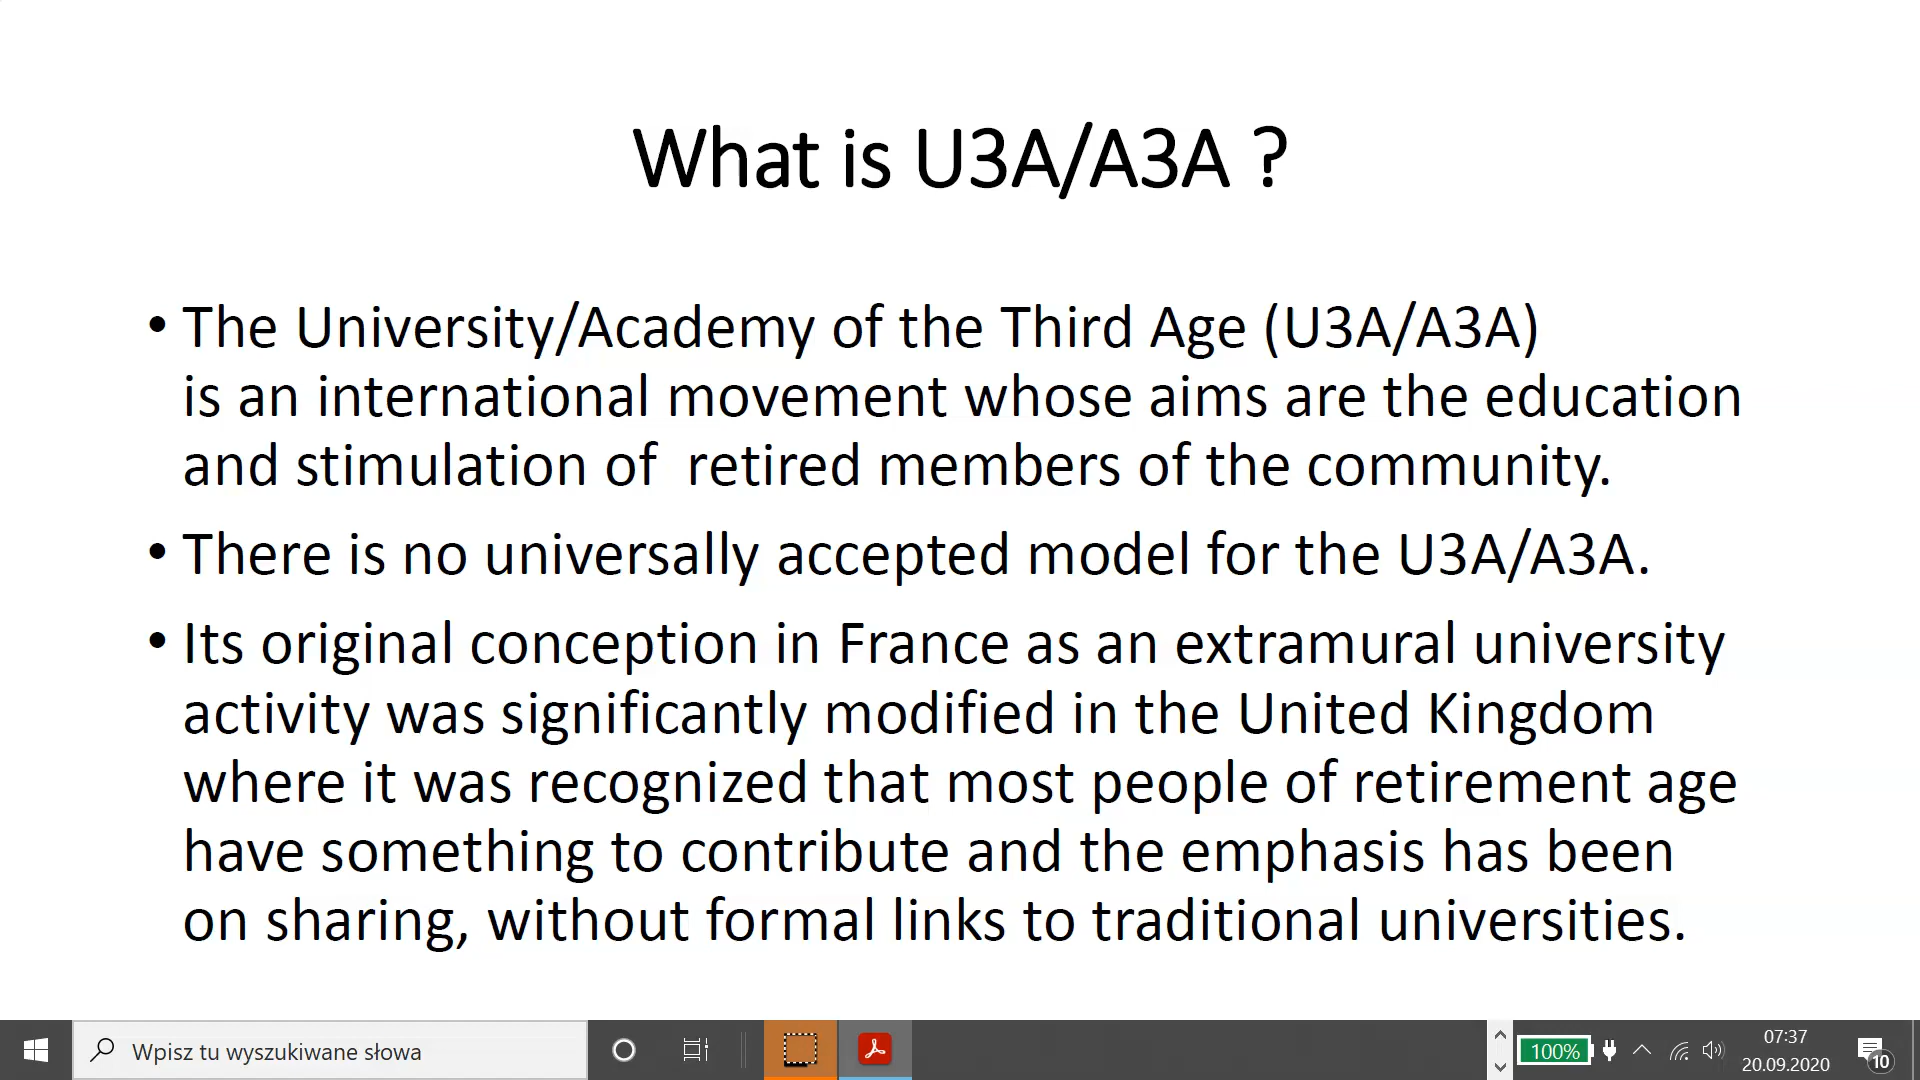 What is U3A/A3A ?
• The University/Academy of the Third Age (U3A/A3A)
is an international movement whose aims are the education
and stimulation of  retired members of the community.
• There is no universally accepted model for the U3A/A3A.
• Its original conception in France as an extramural university
activity was significantly modified in the United Kingdom
where it was recognized that most people of retirement age
have something to contribute and the emphasis has been
on sharing, without formal links to traditional universities.
Wpisz tu wyszukiwane słowa
100%
07:37
20.09.2020
10